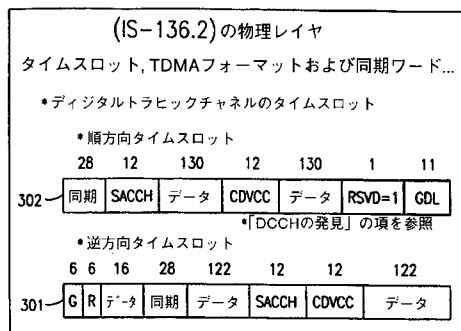 (IS-136.2)の物理レイヤ
タイムスロット,TDMAフォーマットおよび同期ワード...
*ディジタルトラヒックチャネルのタイムスロット
*順方向タイムスロット
28 12 130 12 130 1 11
302 同期 SACCH データ CDVCC データ RSVD=1 GDL
*「DCCHの発見」の項を参照
*逆方向タイムスロット
6 6 16 28 122 12 12 122
301 G R データ 同期 データ SACCH CDVCC データ